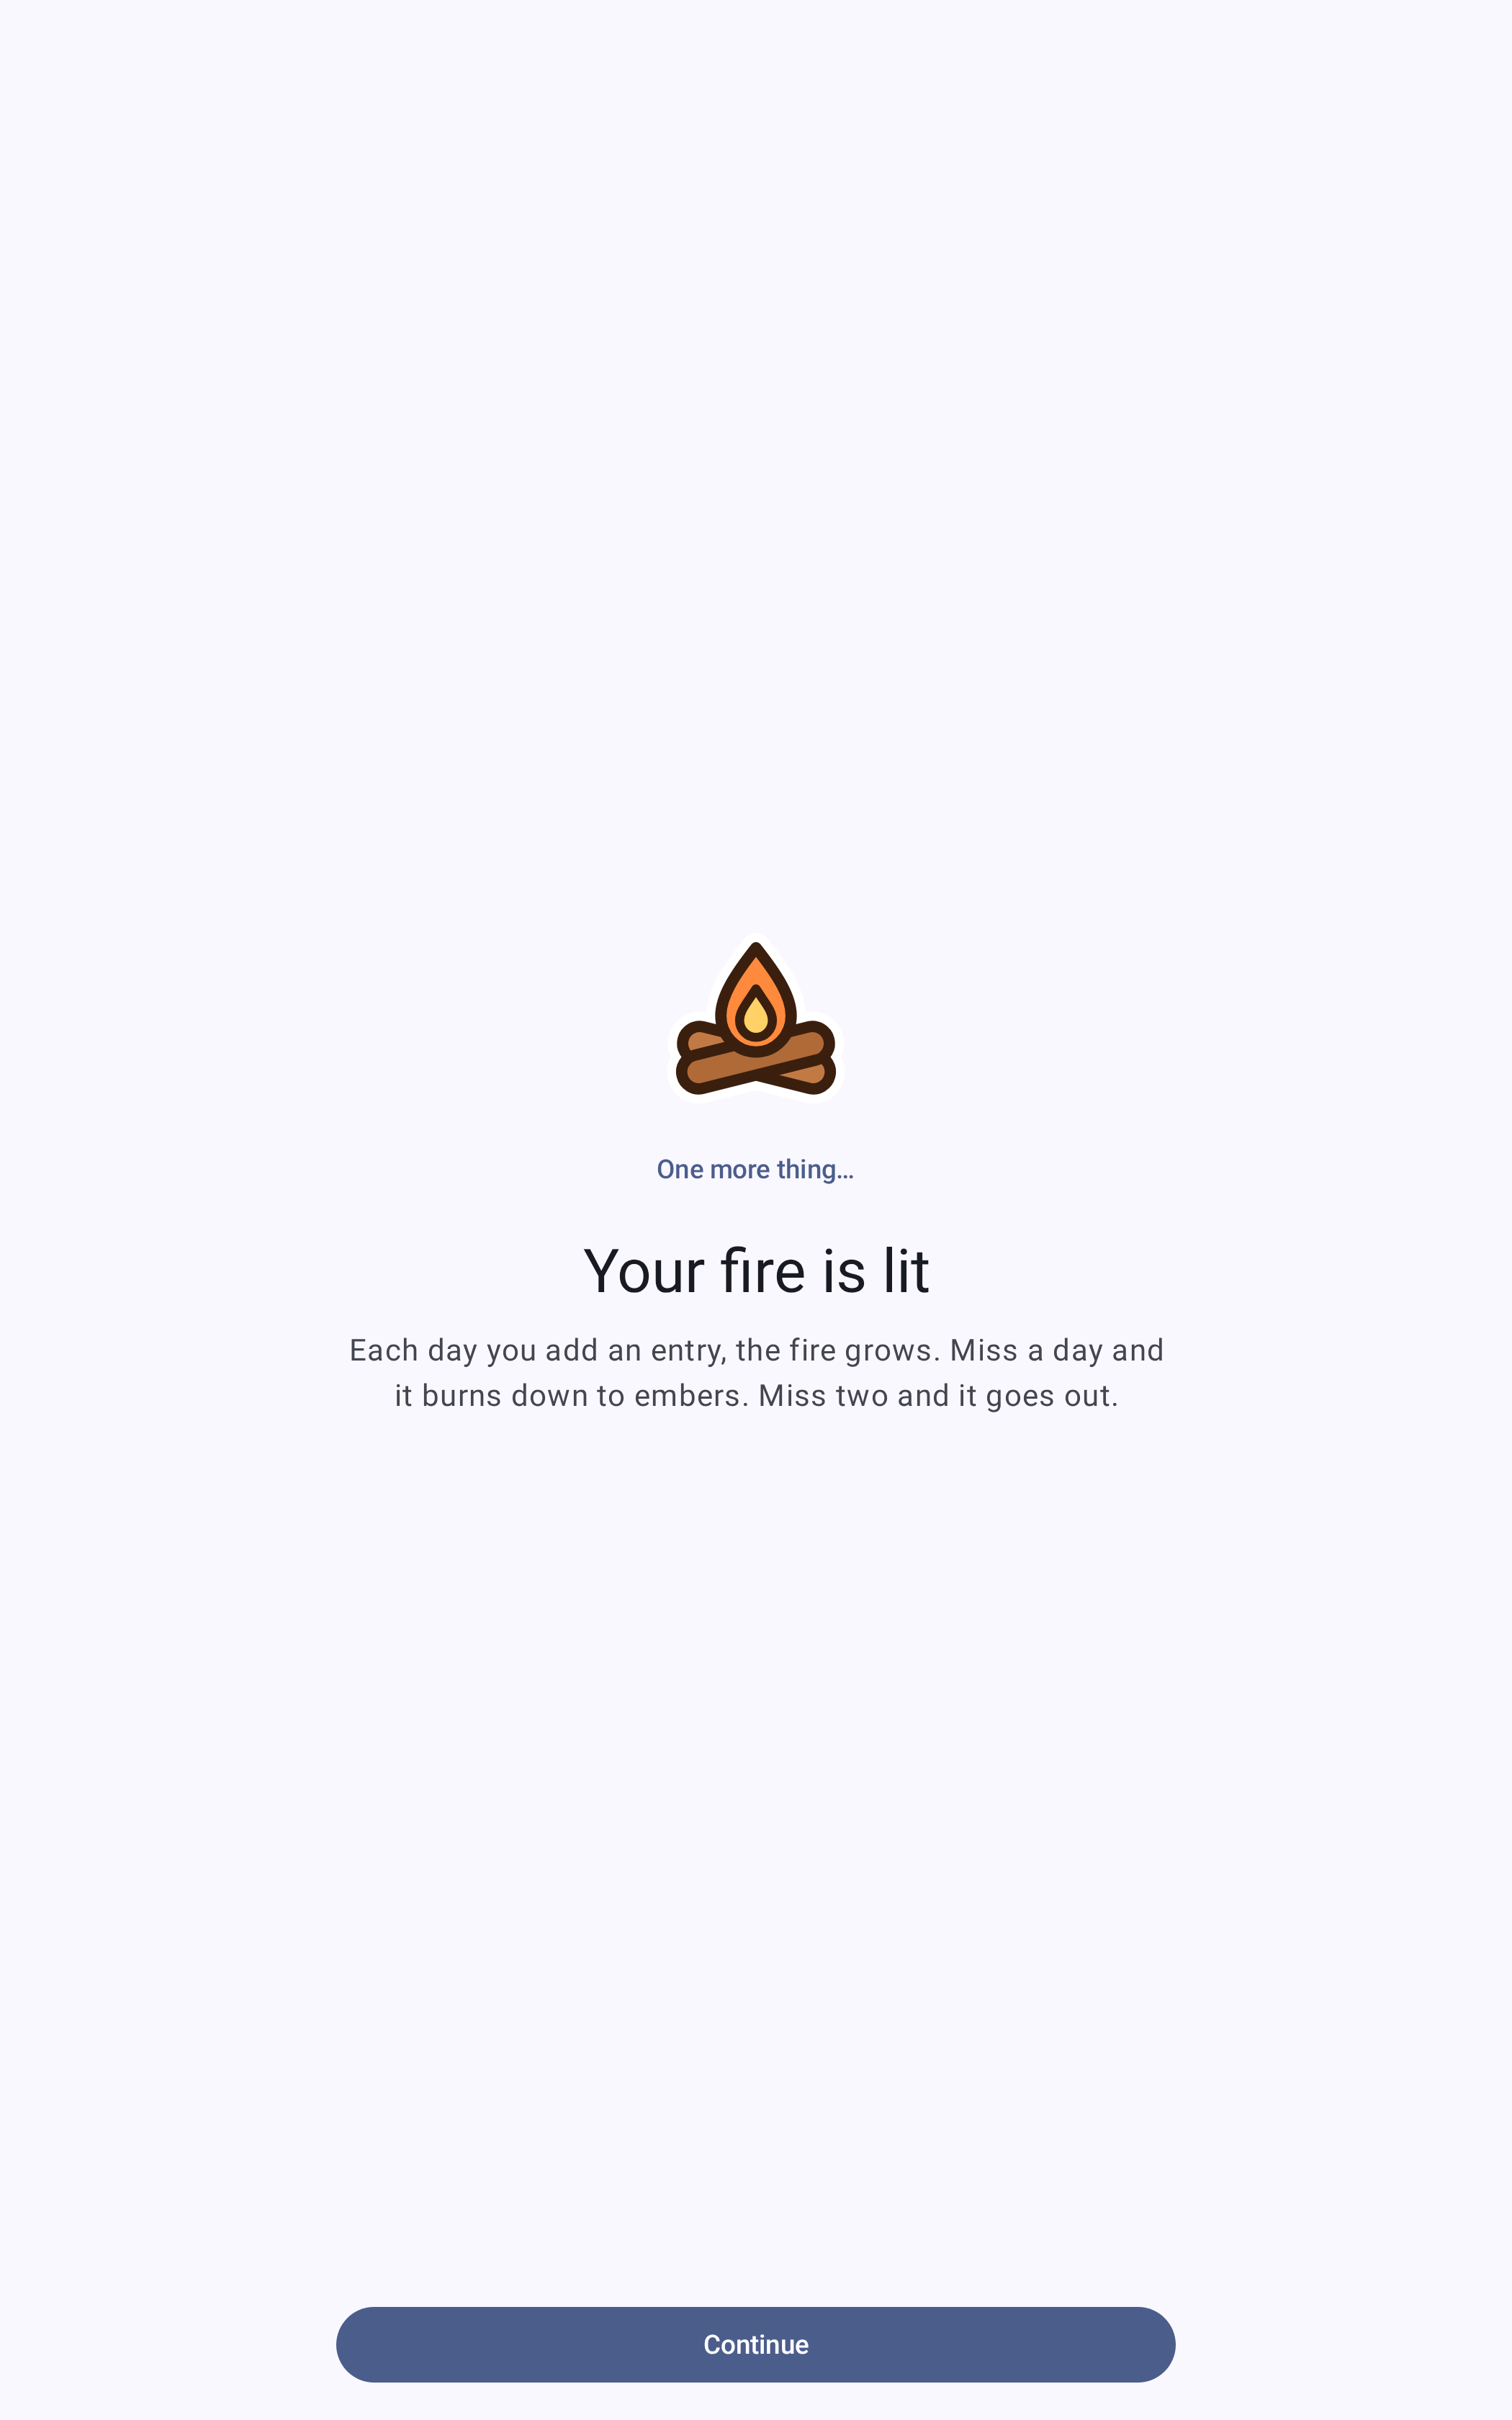 One more thing…
Your fire is lit
Each day you add an entry, the fire grows. Miss a day and
it burns down to embers. Miss two and it goes out.
Continue